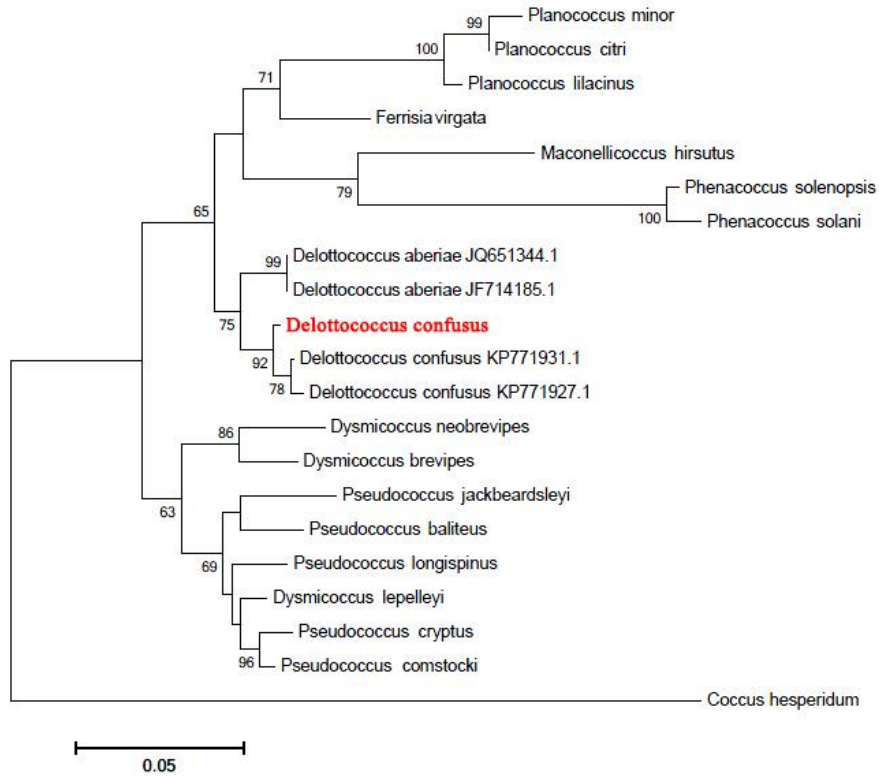 Planococcus minor
99
Planococcus citri
100
Planococcus lilacinus
71
Ferrisia virgata
Maconellicoccus hirsutus
79
Phenacoccus solenopsis
100
Phenacoccus solani
65
Delottococcus aberiae JQ651344.1
99
Delottococcus aberiae JF714185.1
75
Delottococcus confusus
92
Delottococcus confusus KP771931.1
78
Delottococcus confusus KP771927.1
Dysmicoccus neobrevipes
86
Dysmicoccus brevipes
63
Pseudococcus jackbeardsleyi
Pseudococcus baliteus
69
Pseudococcus longispinus
Dysmicoccus lepelleyi
Pseudococcus cryptus
96
Pseudococcus comstocki
Coccus hesperidum
0.05